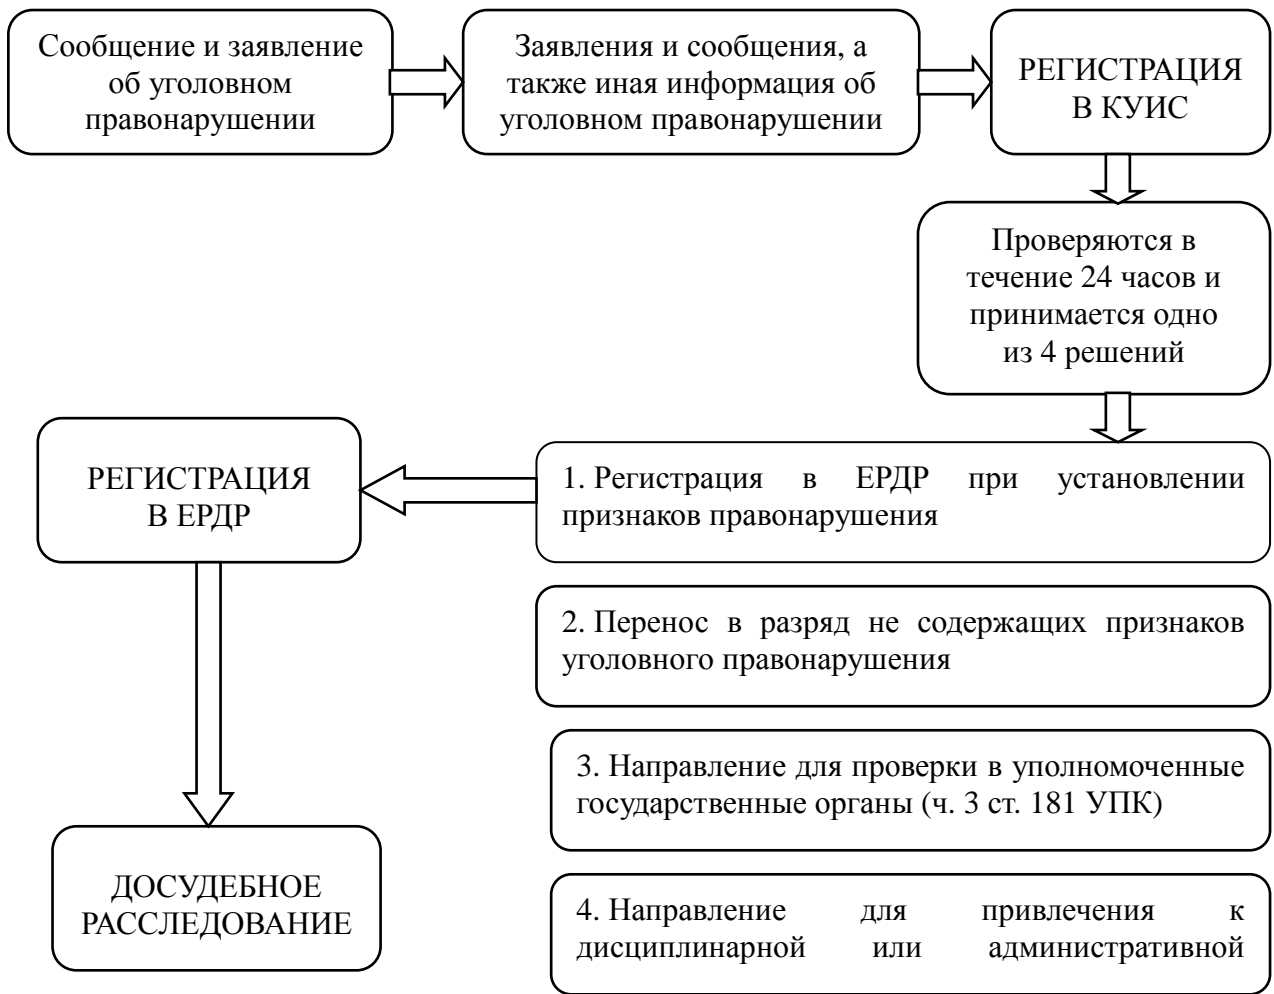 Сообщение и заявление
об уголовном
правонарушении
Заявления и сообщения, а
также иная информация об
уголовном правонарушении
РЕГИСТРАЦИЯ
В КУИС
Проверяются в
течение 24 часов и
принимается одно
из 4 решений
РЕГИСТРАЦИЯ
В ЕРДР
1. Регистрация в ЕРДР при установлении
признаков правонарушения
2. Перенос в разряд не содержащих признаков
уголовного правонарушения
3. Направление для проверки в уполномоченные
государственные органы (ч. 3 ст. 181 УПК)
ДОСУДЕБНОЕ
РАССЛЕДОВАНИЕ
4. Направление для привлечения к
дисциплинарной или административной